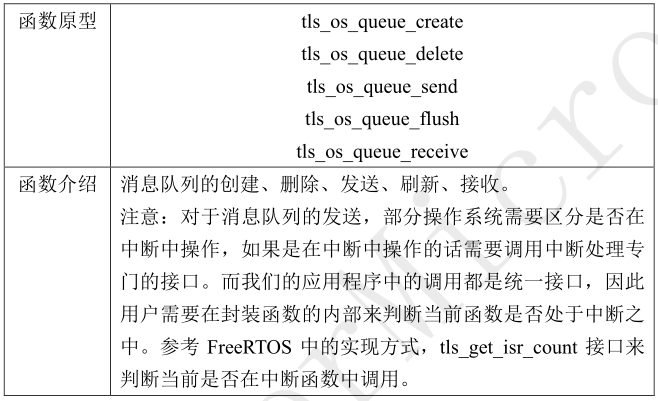 函数原型
tls_os_queue_create
tls_os_queue_delete
tls_os_queue_send
tls_os_queue_flush
tls_os_queue_receive
函数介绍
消息队列的创建、删除、发送、刷新、接收。
注意：对于消息队列的发送，部分操作系统需要区分是否在
中断中操作，如果是在中断中操作的话需要调用中断处理专
门的接口。而我们的应用程序中的调用都是统一接口，因此
用户需要在封装函数的内部来判断当前函数是否处于中断之
中。参考 FreeRTOS 中的实现方式，tls_get_isr_count 接口来
判断当前是否在中断函数中调用。